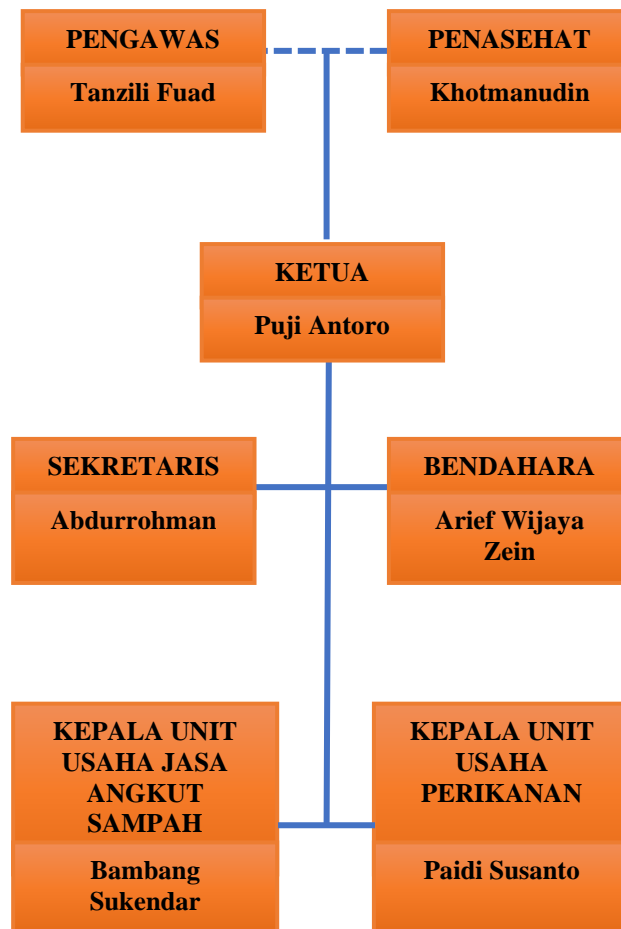 PENGAWAS
Tanzili Fuad
PENASEHAT
Khotmanudin
KETUA
Puji Antoro
SEKRETARIS
Abdurrohman
BENDAHARA
Arief Wijaya
Zein
KEPALA UNIT
USAHA JASA
ANGKUT
SAMPAH
Bambang
Sukendar
KEPALA UNIT
USAHA
PERIKANAN
Paidi Susanto